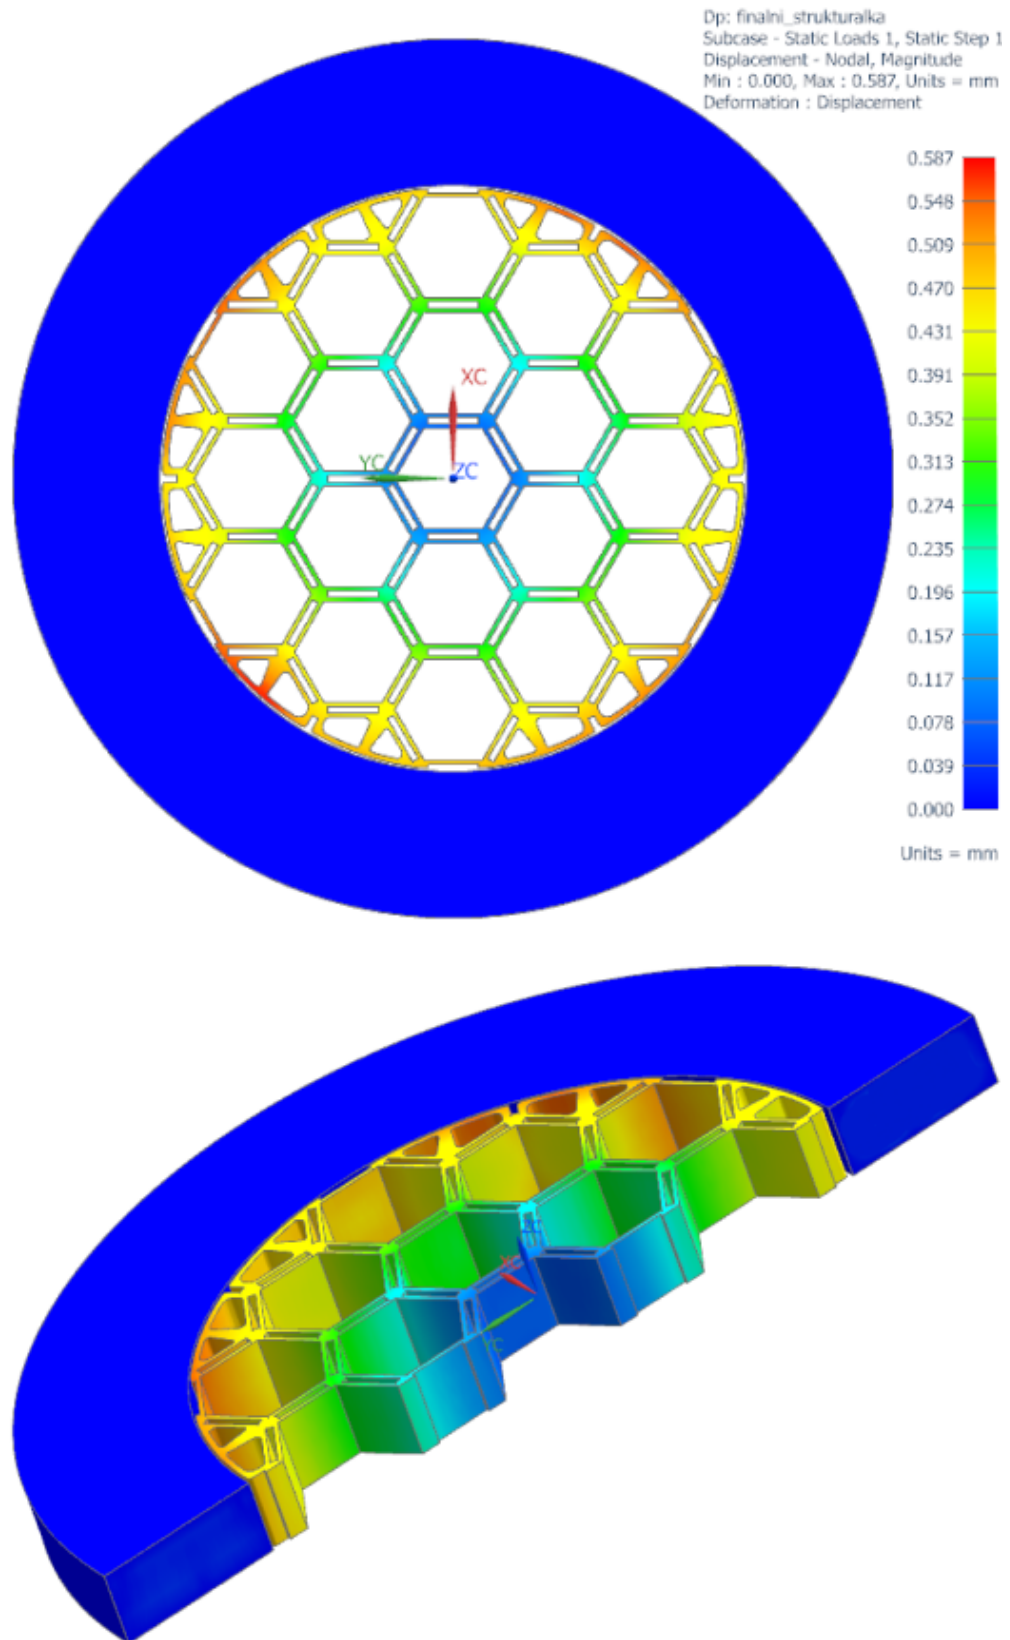 Dp: finalni_strukturalka
Subcase - Static Loads 1, Static Step 1
Displacement - Nodal, Magnitude
Min : 0.000, Max : 0.587, Units = mm
Deformation : Displacement
0.587
0.548
0.509
0.470
0.431
0.391
0.352
0.313
0.274
0.235
0.196
0.157
0.117
0.078
0.039
0.000
Units = mm
XC
YC
ZC
ZC
XC
YC